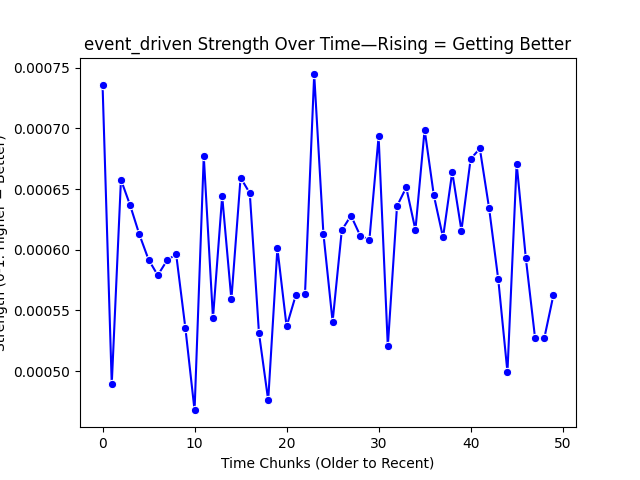 event_driven Strength Over Time—Rising = Getting Better
0.00075
0.00070
0.00065
0.00060
0.00055
0.00050
Strength (0-1: Higher = Better)
0 10 20 30 40 50
Time Chunks (Older to Recent)